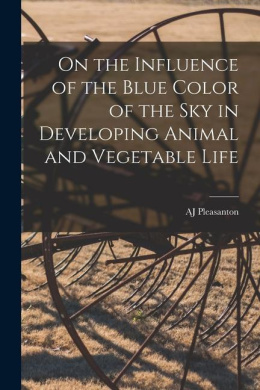 On the Influence
of the Blue Color
of the Sky in
Developing Animal
and Vegetable Life
AJ Pleasanton